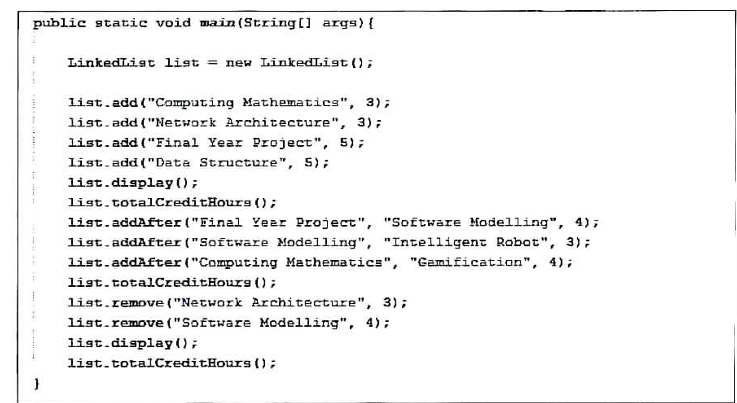 public static void main(String[] args){
LinkedList list = new LinkedList();
list.add("Computing Mathematics", 3);
list.add("Network Architecture", 3);
list.add("Final Year Project", 5);
list.add("Data Structure", 5);
list.display();
list.totalCreditHours();
list.addAfter("Final Year Project", "Software Modelling", 4);
list.addAfter("Software Modelling", "Intelligent Robot", 3);
list.addAfter("Computing Mathematics", "Gamification", 4);
list.totalCreditHours();
list.remove("Network Architecture", 3);
list.remove("Software Modelling", 4);
list.display();
list.totalCreditHours();
}